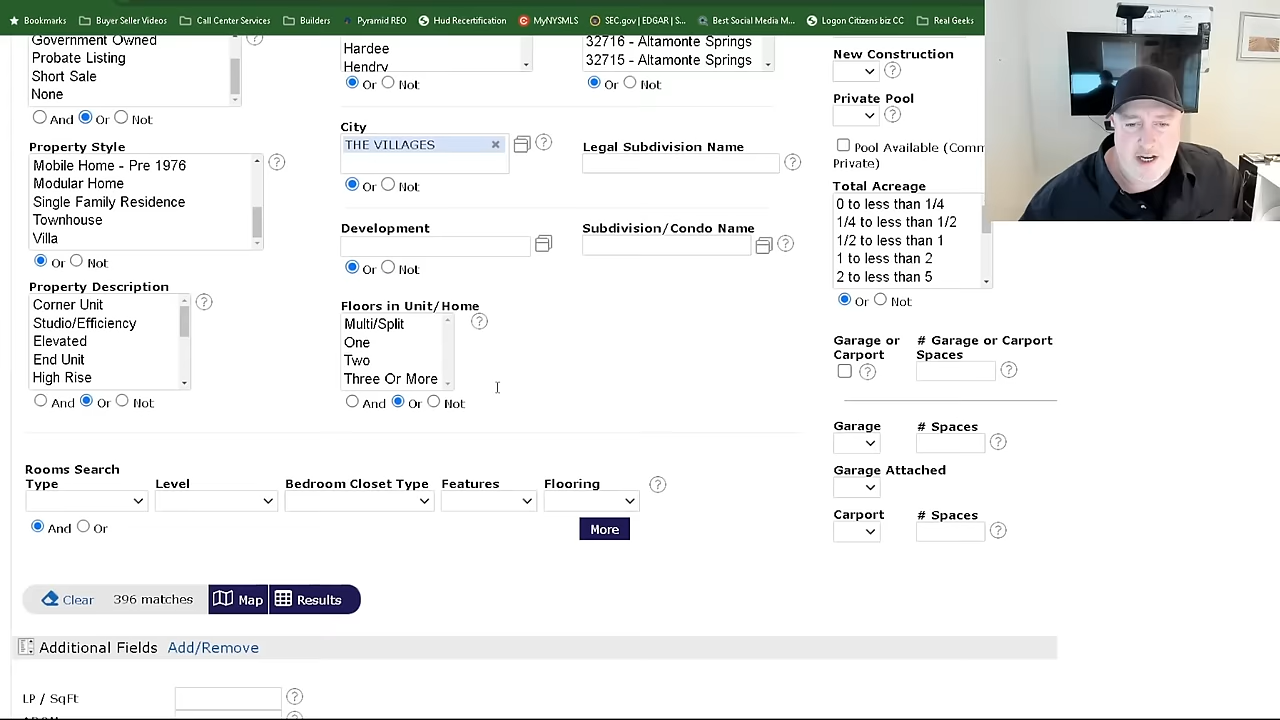 Bookmarks
Buyer Seller Videos
Call Center Services
Builders
Pyramid REO
Hud Recertification
MyNYSMLS
SEC.gov | EDGAR | S...
Best Social Media M...
Logon Citizens bIz CC
Real Geeks
Government Owned
Probate Listing
Short Sale
None
And Or Not
Property Style
Mobile Home - Pre 1976
Modular Home
Single Family Residence
Townhouse
Villa
Or Not
Property Description
Corner Unit
Studio/Efficiency
Elevated
End Unit
High Rise
And Or Not
Hardee
Hendry
Or Not
City
THE VILLAGES
Or Not
Development
Or Not
Floors in Unit/Home
Multi/Split
One
Two
Three Or More
And Or Not
32716 - Altamonte Springs
32715 - Altamonte Springs
Or Not
Legal Subdivision Name
Subdivision/Condo Name
New Construction
Private Pool
Pool Available (Comm
Private)
Total Acreage
0 to less than 1/4
1/4 to less than 1/2
1/2 to less than 1
1 to less than 2
2 to less than 5
Or Not
Garage or
Carport
# Garage or Carport
Spaces
Garage
# Spaces
Garage Attached
Carport
# Spaces
Rooms Search
Type Level Bedroom Closet Type Features Flooring
And Or
More
Clear 396 matches Map Results
Additional Fields Add/Remove
LP / SqFt